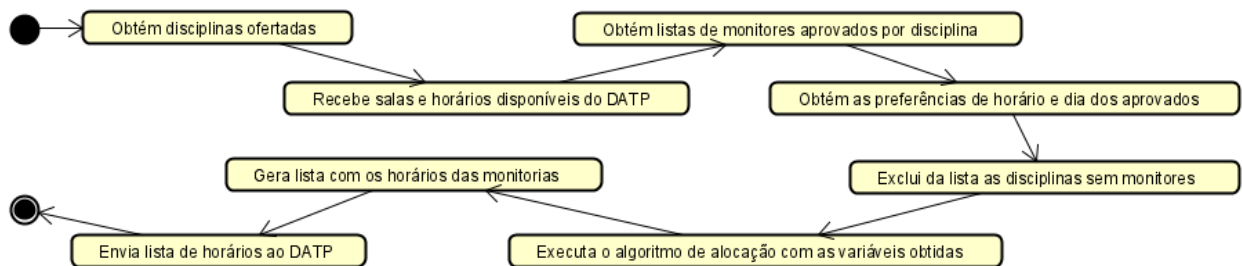 Obtém disciplinas ofertadas
Recebe salas e horários disponíveis do DATP
Obtém listas de monitores aprovados por disciplina
Obtém as preferências de horário e dia dos aprovados
Exclui da lista as disciplinas sem monitores
Executa o algoritmo de alocação com as variáveis obtidas
Gera lista com os horários das monitorias
Envia lista de horários ao DATP